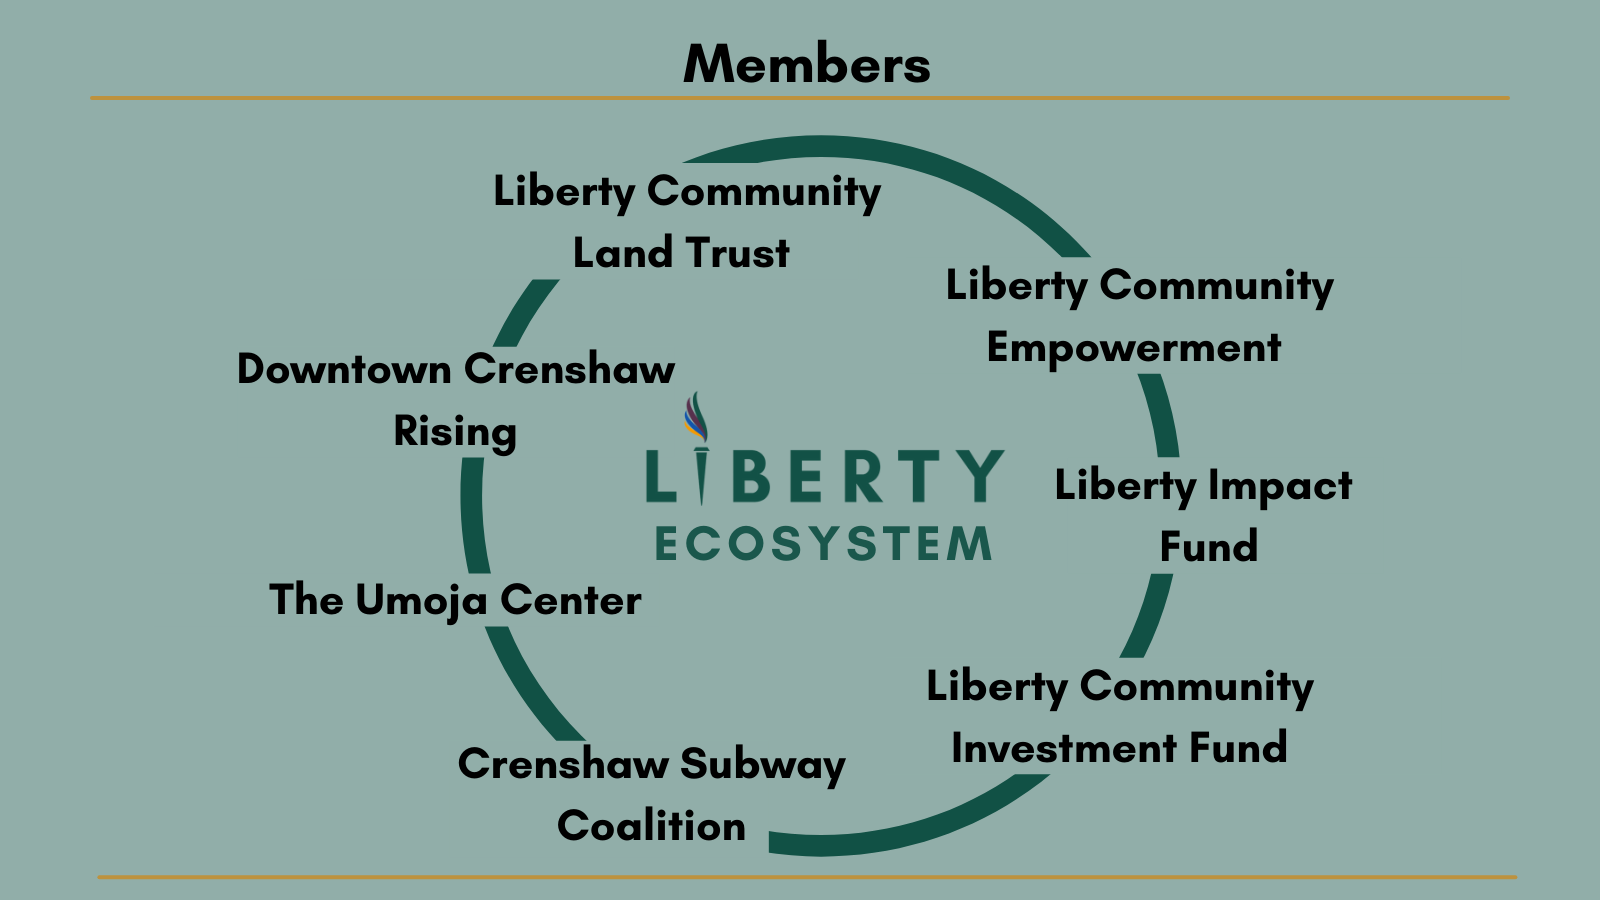 Members
Liberty Community
Land Trust
Liberty Community
Empowerment
Downtown Crenshaw
Rising
LIBERTY
ECOSYSTEM
Liberty Impact
Fund
The Umoja Center
Liberty Community
Investment Fund
Crenshaw Subway
Coalition